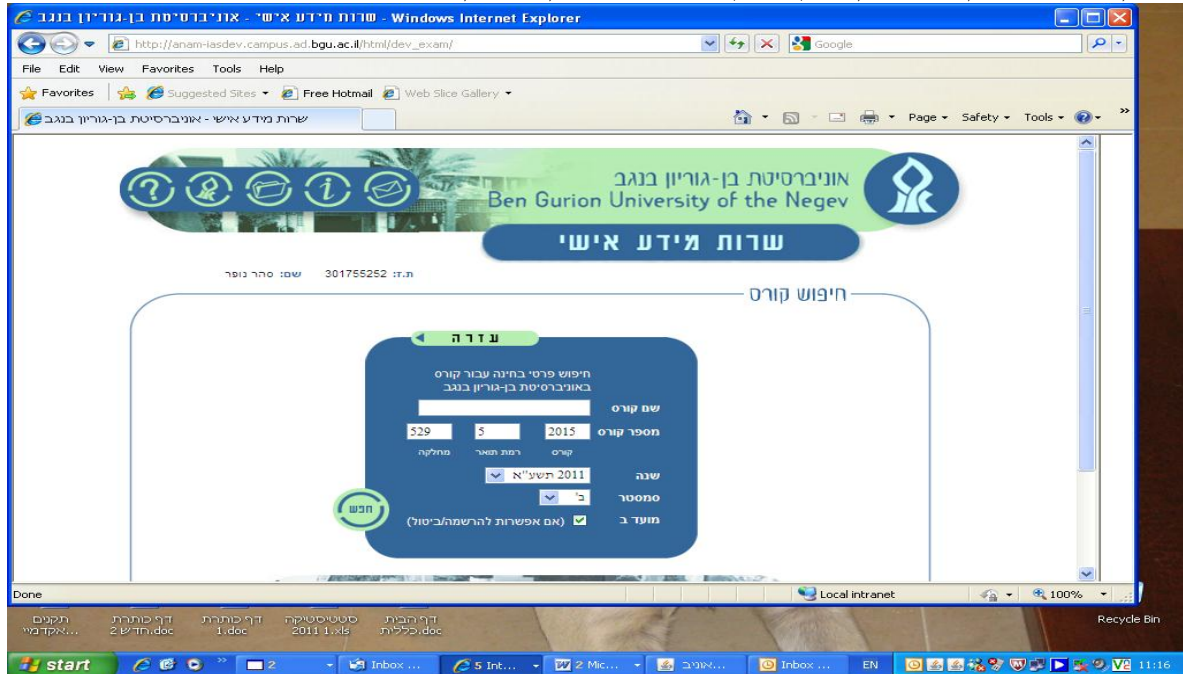 שרות מידע אישי - אוניברסיטת בן-גוריון בנגב - Windows Internet Explorer
http://anam-iasdev.campus.ad.bgu.ac.il/html/dev_exam/
Google
File Edit View Favorites Tools Help
Favorites Suggested Sites Free Hotmail Web Slice Gallery
שרות מידע אישי - אוניברסיטת בן-גוריון בנגב
Page Safety Tools
אוניברסיטת בן-גוריון בנגב
Ben Gurion University of the Negev
שרות מידע אישי
ת.ז: 301755252 שם: סהר נופר
חיפוש קורס
עזרה
חיפוש פרטי בחינה עבור קורס
באוניברסיטת בן-גוריון בנגב
שם קורס
מספר קורס 2015 5 529
קורס רמת תואר מחלקה
שנה 2011 תשע"א
סמסטר ב'
מועד ב (אם אפשרות להרשמה/ביטול)
חפש
Done Local intranet 100%
תקנים
אקדמיי...
דף כותרת
חדש 2.doc
דף כותרת
1.doc
סטטיסטיקה
2011 1.xls
דף הבית
כללית.doc
Recycle Bin
start 2 Inbox ... 5 Int... 2 Mic... אוניב... Inbox ... EN 11:16